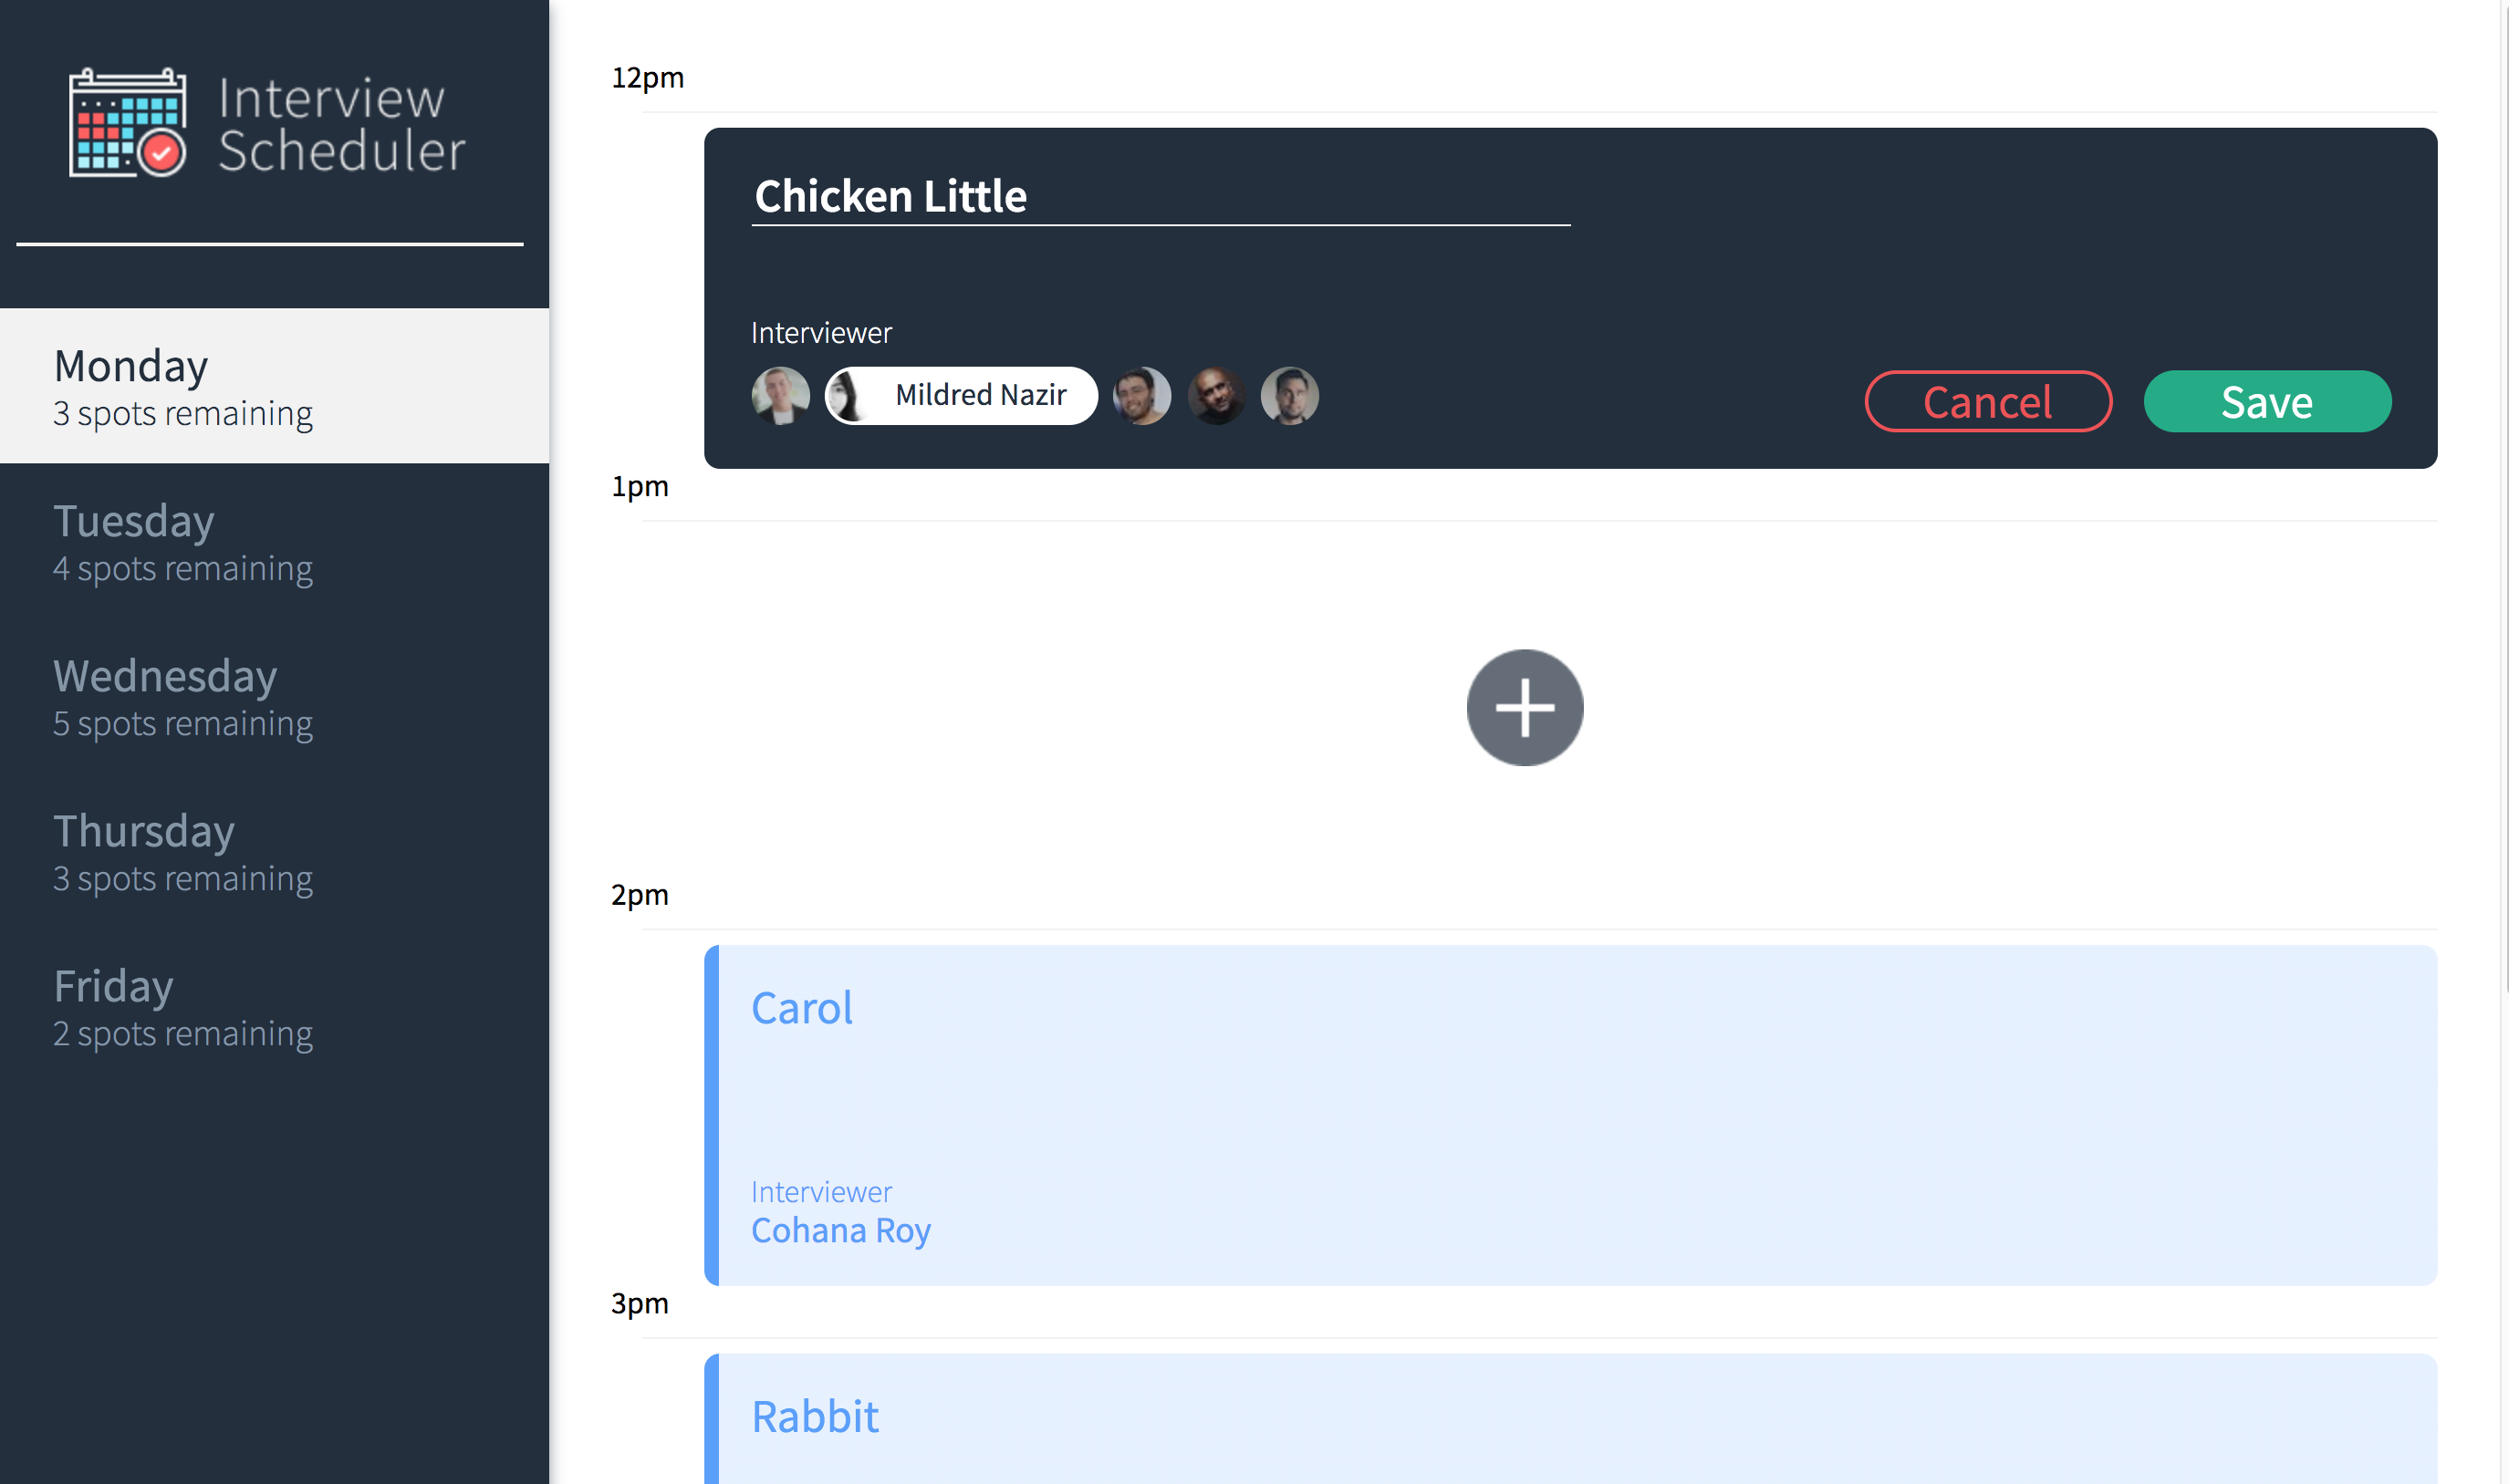 Interview
Scheduler
Monday
3 spots remaining
Tuesday
4 spots remaining
Wednesday
5 spots remaining
Thursday
3 spots remaining
Friday
2 spots remaining
12pm
Chicken Little
Interviewer
Mildred Nazir
Cancel
Save
1pm
2pm
Carol
Interviewer
Cohana Roy
3pm
Rabbit